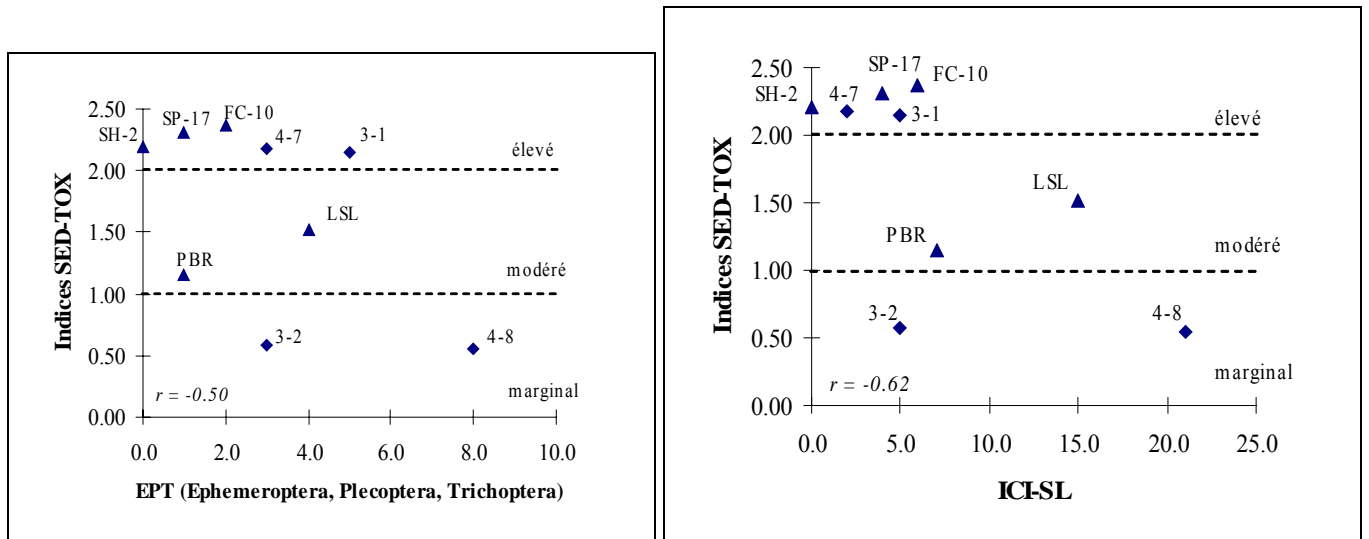 Indices SED-TOX
2.50
2.00
1.50
1.00
0.50
0.00
SH-2
SP-17
FC-10
4-7
3-1
élevé
LSL
PBR
modéré
3-2
4-8
marginal
r = -0.50
0.0 2.0 4.0 6.0 8.0 10.0
EPT (Ephemeroptera, Plecoptera, Trichoptera)
Indices SED-TOX
2.50
2.00
1.50
1.00
0.50
0.00
SH-2
4-7
SP-17
FC-10
3-1
élevé
LSL
PBR
modéré
3-2
4-8
marginal
r = -0.62
0.0 5.0 10.0 15.0 20.0 25.0
ICI-SL